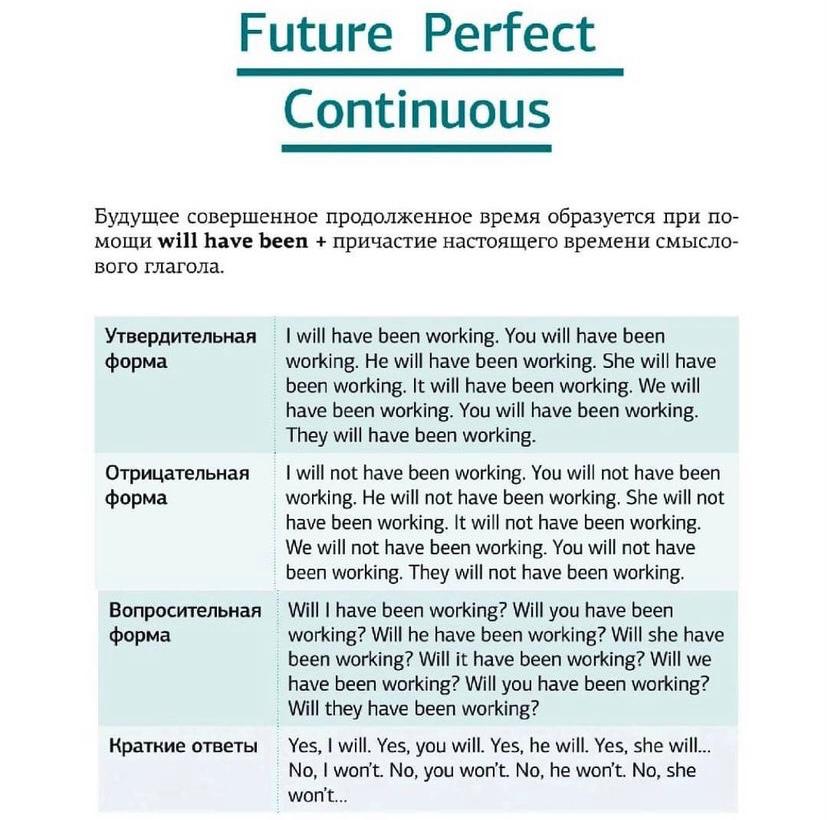 Future Perfect
Continuous
Будущее совершенное продолженное время образуется при по-
мощи will have been + причастие настоящего времени смысло-
вого глагола.
Утвердительная
форма
I will have been working. You will have been
working. He will have been working. She will have
been working. It will have been working. We will
have been working. You will have been working.
They will have been working.
Отрицательная
форма
I will not have been working. You will not have been
working. He will not have been working. She will not
have been working. It will not have been working.
We will not have been working. You will not have
been working. They will not have been working.
Вопросительная
форма
Will I have been working? Will you have been
working? Will he have been working? Will she have
been working? Will it have been working? Will we
have been working? Will you have been working?
Will they have been working?
Краткие ответы
Yes, I will. Yes, you will. Yes, he will. Yes, she will...
No, I won't. No, you won't. No, he won't. No, she
won't...